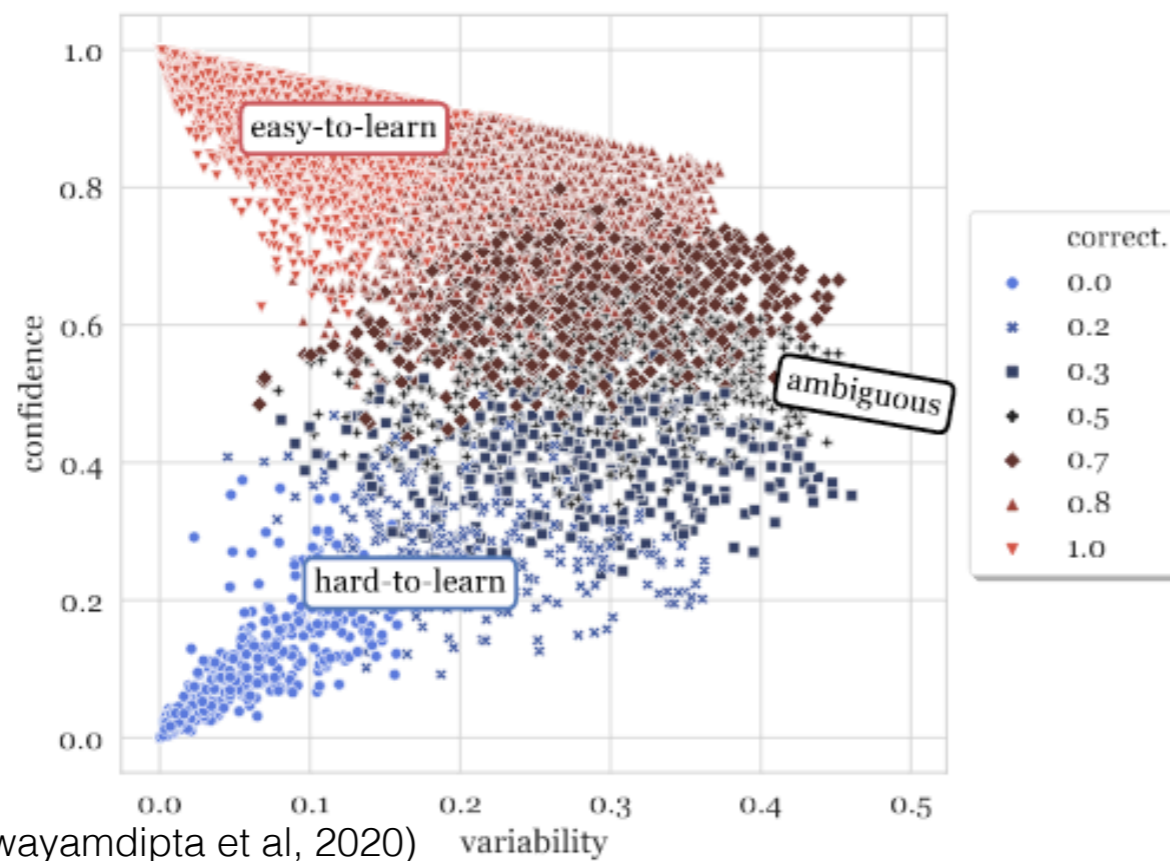 1.0
easy-to-learn
0.8
0.6
confidence
ambiguous
0.4
hard-to-learn
0.2
0.0
0.0 0.1 0.2 0.3 0.4 0.5
variability
wayamdipta et al, 2020)
correct.
0.0
0.2
0.3
0.5
0.7
0.8
1.0